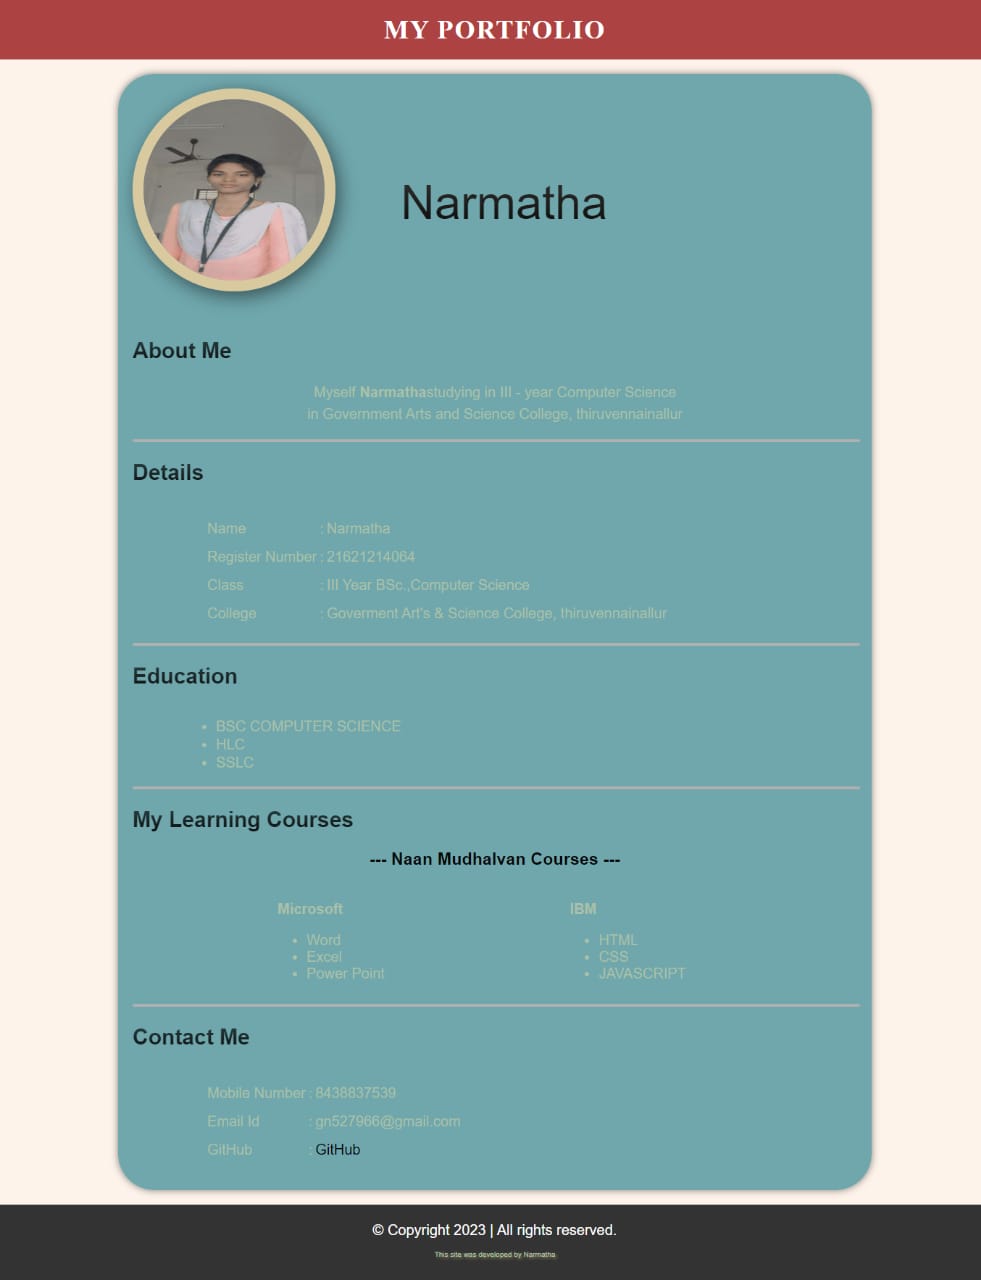 MY PORTFOLIO
Narmatha
About Me
Myself Narmathastudying in III - year Computer Science
in Government Arts and Science College, thiruvennainallur
Details
Name : Narmatha
Register Number : 21621214064
Class : III Year BSc.,Computer Science
College : Goverment Art's & Science College, thiruvennainallur
Education
• BSC COMPUTER SCIENCE
• HLC
• SSLC
My Learning Courses
--- Naan Mudhalvan Courses ---
Microsoft
• Word
• Excel
• Power Point
IBM
• HTML
• CSS
• JAVASCRIPT
Contact Me
Mobile Number : 8438837539
Email Id : gn527966@gmail.com
GitHub : GitHub
© Copyright 2023 | All rights reserved.
This site was developed by Narmatha